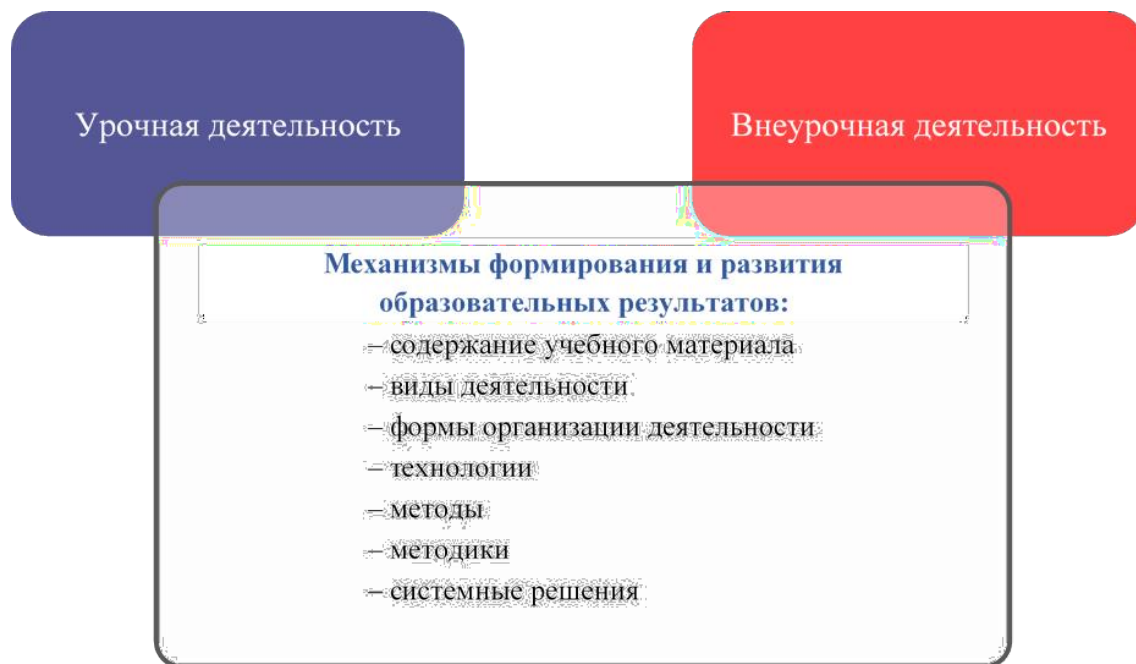 Урочная деятельность
Внеурочная деятельность
Механизмы формирования и развития
образовательных результатов:
– содержание учебного материала
– виды деятельности
– формы организации деятельности
– технологии
– методы
– методики
– системные решения